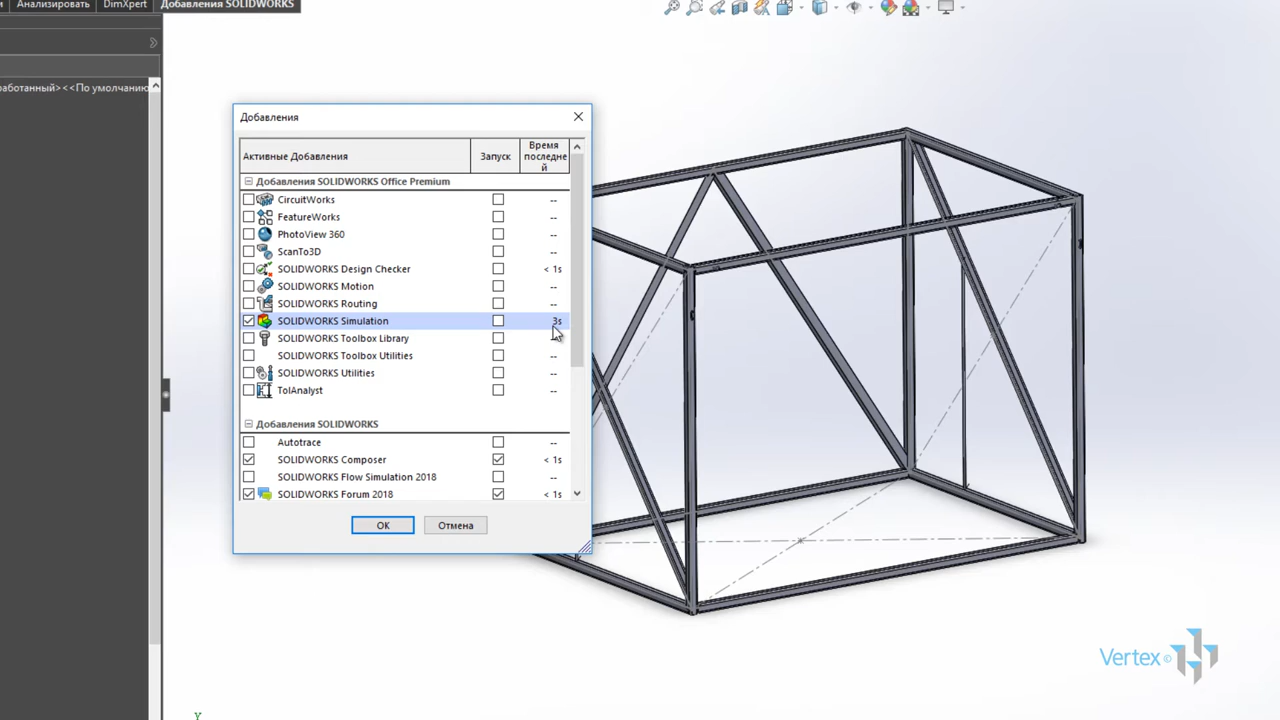 Анализировать DimXpert Добавления SOLIDWORKS
работанный><<По умолчанию
Добавления
Активные Добавления Запуск Время последней
Добавления SOLIDWORKS Office Premium
CircuitWorks --
FeatureWorks --
PhotoView 360 --
ScanTo3D --
SOLIDWORKS Design Checker < 1s
SOLIDWORKS Motion --
SOLIDWORKS Routing --
SOLIDWORKS Simulation 3s
SOLIDWORKS Toolbox Library --
SOLIDWORKS Toolbox Utilities --
SOLIDWORKS Utilities --
TolAnalyst --
Добавления SOLIDWORKS
Autotrace --
SOLIDWORKS Composer < 1s
SOLIDWORKS Flow Simulation 2018 --
SOLIDWORKS Forum 2018 < 1s
OK Отмена
Vertex©
Y